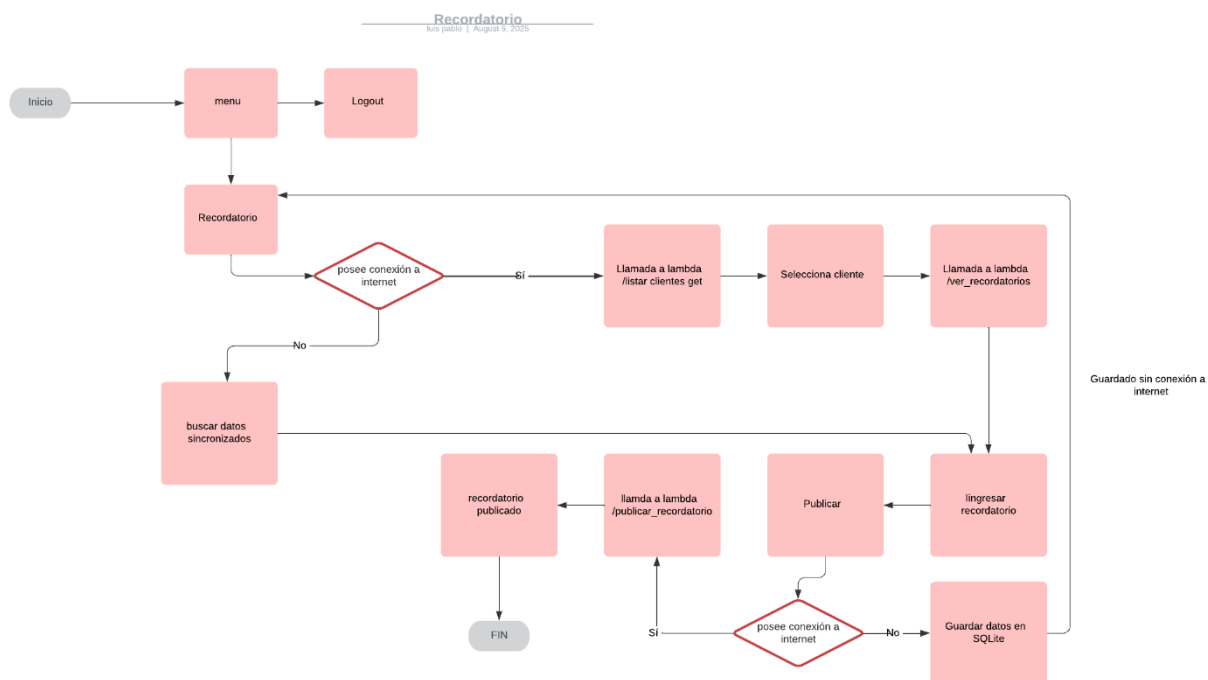 Recordatorio
luis pablo | August 5, 2025
Inicio
menu
Logout
Recordatorio
posee conexión a
internet
Sí
Llamada a lambda
/listar clientes get
Selecciona cliente
Llamada a lambda
/ver_recordatorios
No
Guardado sin conexión a
internet
buscar datos
sincronizados
recordatorio
publicado
llamda a lambda
/publicar_recordatorio
Publicar
Iingresar
recordatorio
FIN
Sí
posee conexión a
internet
No
Guardar datos en
SQLite